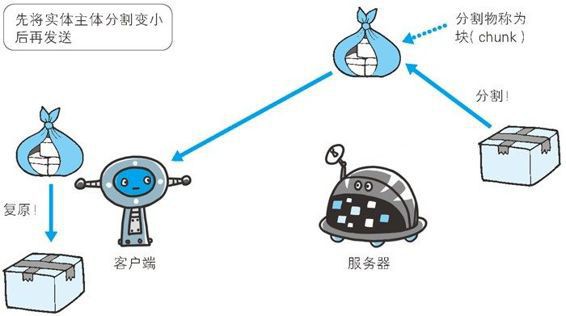 先将实体主体分割变小
后再发送
分割物称为
块(chunk)
分割！
复原！
客户端
服务器